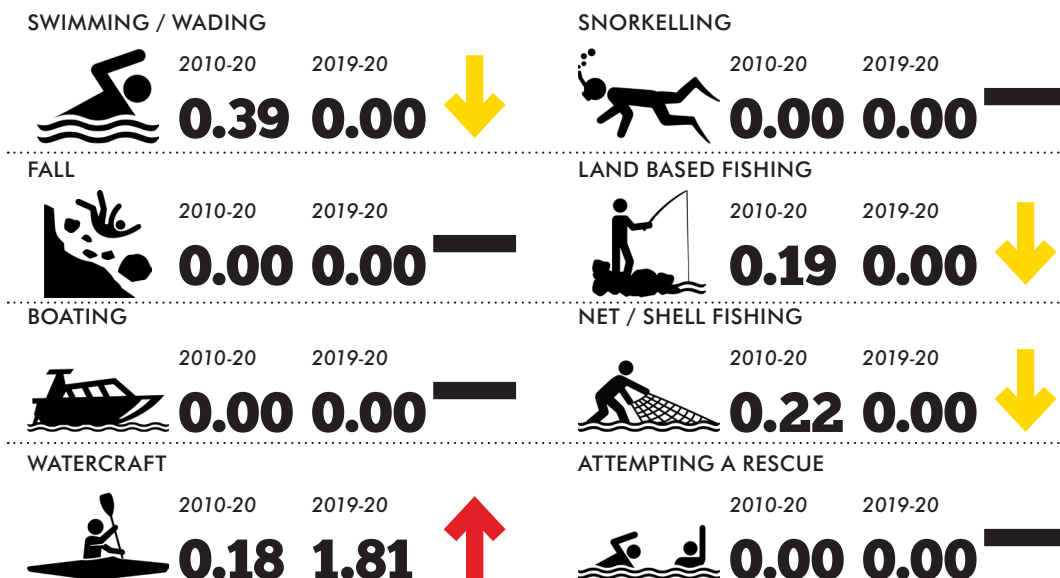 SWIMMING / WADING
2010-20 2019-20
0.39 0.00
SNORKELLING
2010-20 2019-20
0.00 0.00
FALL
2010-20 2019-20
0.00 0.00
LAND BASED FISHING
2010-20 2019-20
0.19 0.00
BOATING
2010-20 2019-20
0.00 0.00
NET / SHELL FISHING
2010-20 2019-20
0.22 0.00
WATERCRAFT
2010-20 2019-20
0.18 1.81
ATTEMPTING A RESCUE
2010-20 2019-20
0.00 0.00